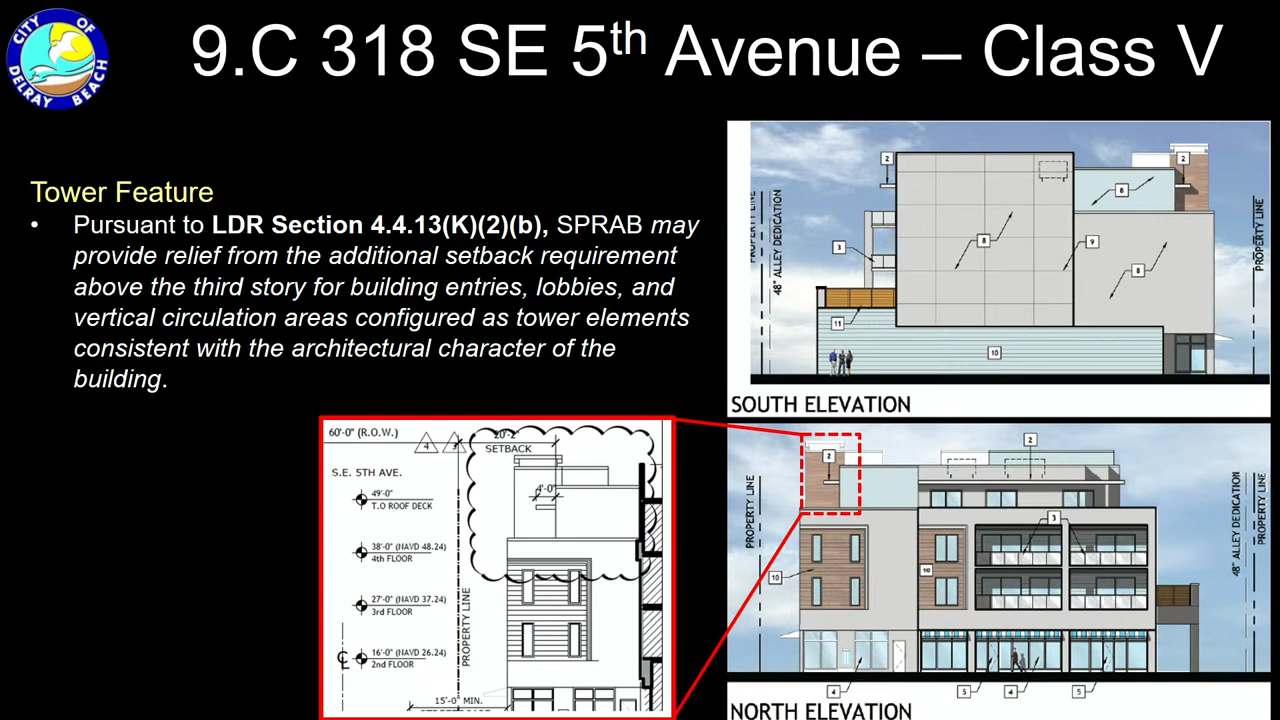 CITY OF
DELRAY BEACH
9.C 318 SE 5th Avenue – Class V
Tower Feature
• Pursuant to LDR Section 4.4.13(K)(2)(b), SPRAB may
provide relief from the additional setback requirement
above the third story for building entries, lobbies, and
vertical circulation areas configured as tower elements
consistent with the architectural character of the
building.
PROPERTY LINE
48" ALLEY DEDICATION
2
2
8
3
8
9
8
11
10
PROPERTY LINE
SOUTH ELEVATION
60'-0" (R.O.W.)
4
3
20'-2"
SETBACK
S.E. 5TH AVE.
4'-0"
49'-0"
T.O ROOF DECK
38'-0" (NAVD 48.24)
4th FLOOR
27'-0" (NAVD 37.24)
3rd FLOOR
16'-0" (NAVD 26.24)
2nd FLOOR
PROPERTY LINE
15'-0" MIN.
PROPERTY LINE
2
2
3
10
10
48" ALLEY DEDICATION
PROPERTY LINE
4
5
4
5
NORTH ELEVATION